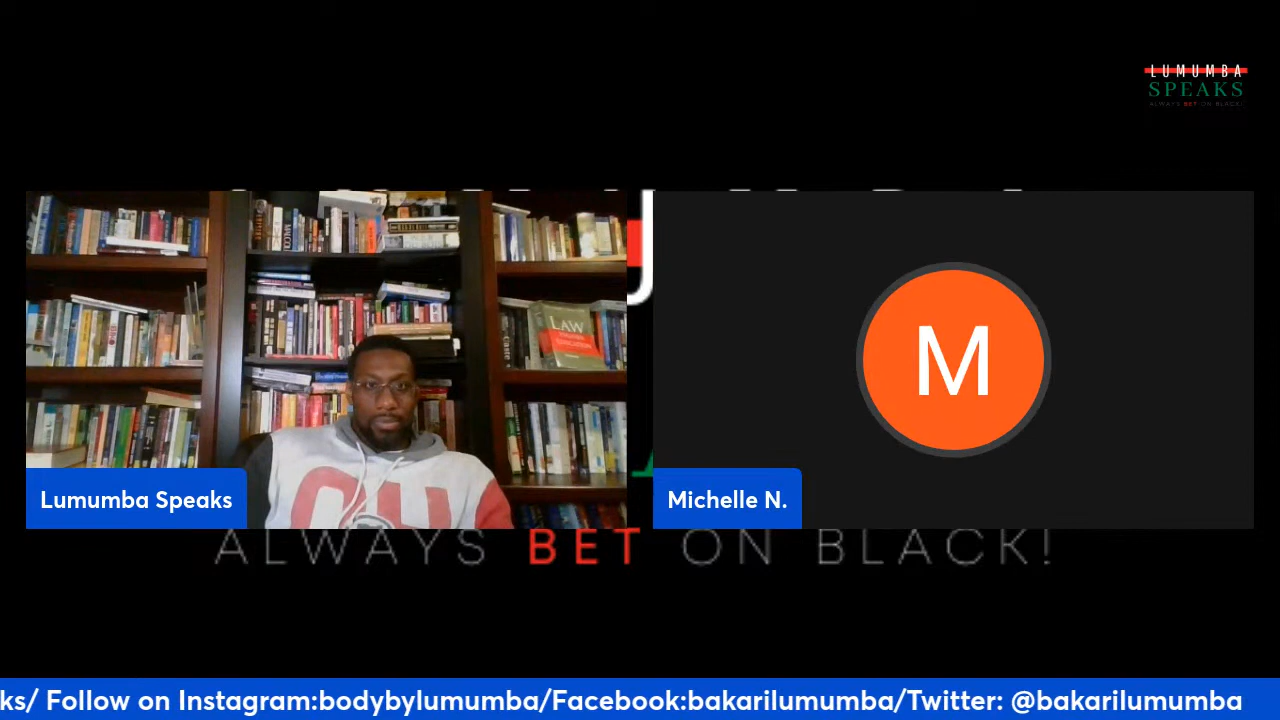 LUMUMBA
SPEAKS
ALWAYS BET ON BLACK!
LAW
M
Lumumba Speaks
Michelle N.
ALWAYS BET ON BLACK!
ks/ Follow on Instagram:bodybylumumba/Facebook:bakarilumumba/Twitter: @bakarilumumba